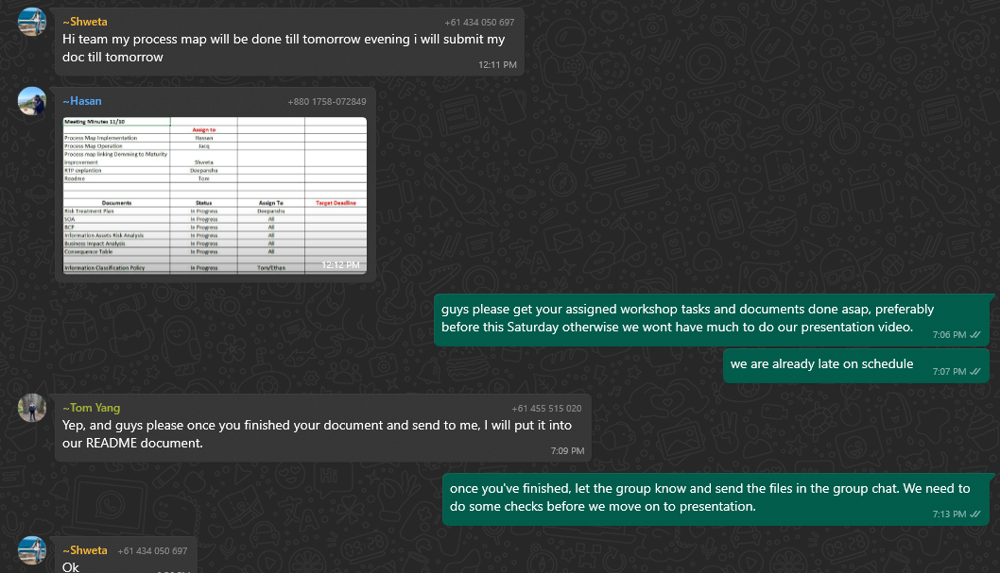 ~Shweta +61 434 050 697
Hi team my process map will be done till tomorrow evening i will submit my
doc till tomorrow
12:11 PM
~Hasan +880 1758-072849
Meeting Minutes 11/10
Assign to
Process Map Implementation Hassan
Process Map Operation Jacq
Process map linking Demming to Maturity
improvement Shweta
RTP explantion Deepanshu
Readme Tom
Documents Status Assign To Target Deadline
Risk Treatment Plan In Progress Deepanshu
SOA In Progress All
BCP In Progress All
Information Assets Risk Analysis In Progress All
Business Impact Analysis In Progress All
Consequence Table In Progress All
Information Classification Policy In Progress Tom/Ethan
12:12 PM
guys please get your assigned workshop tasks and documents done asap, preferably
before this Saturday otherwise we wont have much to do our presentation video.
7:06 PM
we are already late on schedule
7:07 PM
~Tom Yang +61 455 515 020
Yep, and guys please once you finished your document and send to me, I will put it into
our README document.
7:09 PM
once you've finished, let the group know and send the files in the group chat. We need to
do some checks before we move on to presentation.
7:13 PM
~Shweta +61 434 050 697
Ok